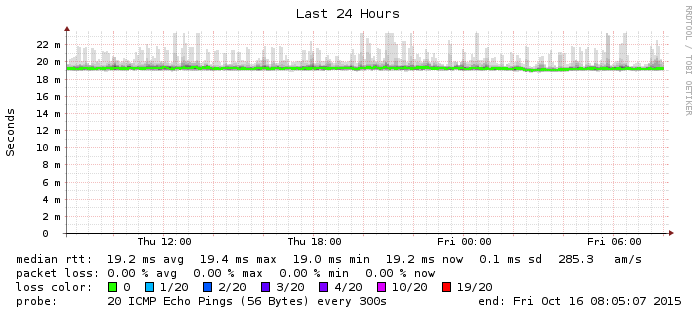 Last 24 Hours
RRDTOOL / TOBI OETIKER
Seconds
22 m
20 m
18 m
16 m
14 m
12 m
10 m
8 m
6 m
4 m
2 m
0
Thu 12:00 Thu 18:00 Fri 00:00 Fri 06:00
median rtt: 19.2 ms avg 19.4 ms max 19.0 ms min 19.2 ms now 0.1 ms sd 285.3 am/s
packet loss: 0.00 % avg 0.00 % max 0.00 % min 0.00 % now
loss color: 0 1/20 2/20 3/20 4/20 10/20 19/20
probe: 20 ICMP Echo Pings (56 Bytes) every 300s end: Fri Oct 16 08:05:07 2015